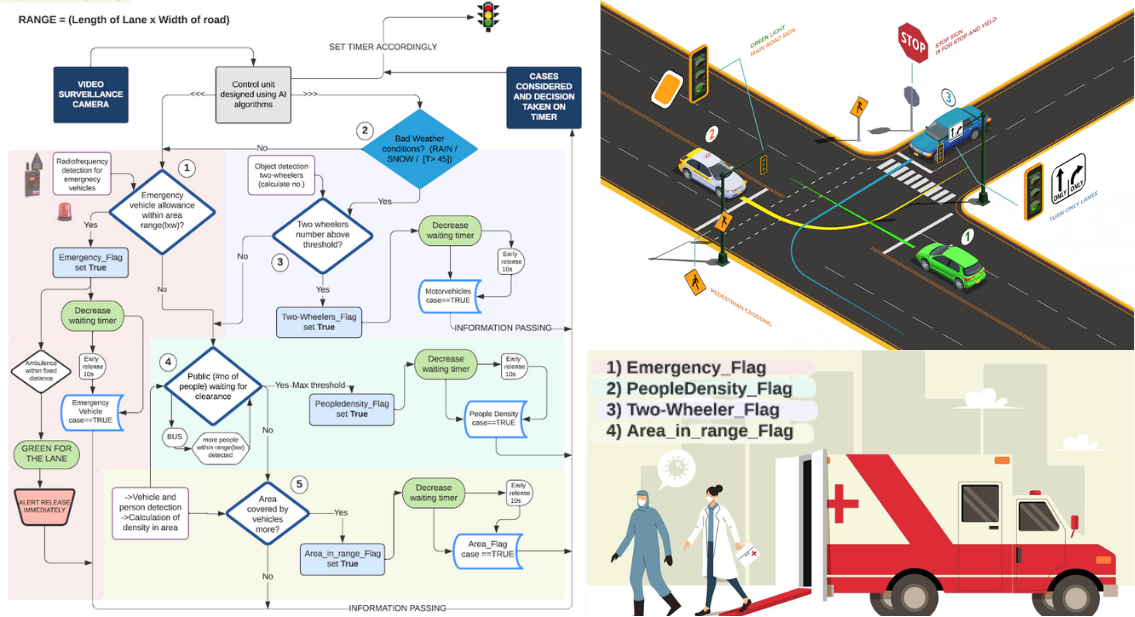 RANGE = (Length of Lane x Width of road)
SET TIMER ACCORDINGLY
VIDEO
SURVEILLANCE
CAMERA
<<<
Control unit
designed using AI
algorithms
>>>
CASES
CONSIDERED
AND DECISION
TAKEN ON
TIMER
2
Bad Weather
conditions? (RAIN /
SNOW / [T> 45])
No
Yes
1
Radiofrequency
detection for
emegrnecy
vehicles
Emergency
vehicle allowance
within area
range(lxw)?
Yes
No
Emergency_Flag
set True
Decrease
waiting timer
Early
release
10s
Ambulance
within fixed
distance
Emergency
Vehicle
case==TRUE
GREEN FOR
THE LANE
ALERT RELEASE
IMMEDIATELY
Object detection
two-wheelers
(calculate no.)
Two wheelers
number above
threshold?
3
No
Yes
Two-Wheelers_Flag
set True
Decrease
waiting timer
Early
release
10s
Motorvehicles
case==TRUE
INFORMATION PASSING
4
Public (#no of
people) waiting for
clearance
Yes-Max threshold
Peopledensity_Flag
set True
Decrease
waiting timer
Early
release
10s
People Density
case==TRUE
BUS
more people
within range(lxw)
detected
No
5
->Vehicle and
person detection
->Calculation of
density in area
Area
covered by
vehicles
more?
Yes
Area_in_range_Flag
set True
Decrease
waiting timer
Early
release
10s
Area_Flag
case ==TRUE
No
INFORMATION PASSING
GREEN LIGHT
MAIN ROAD SIGN
STOP
STOP SIGN
IS FOR STOP AND YIELD
3
2
1
ONLY ONLY
TURN ONLY LANES
PEDESTRIAN CROSSING
1) Emergency_Flag
2) PeopleDensity_Flag
3) Two-Wheeler_Flag
4) Area_in_range_Flag